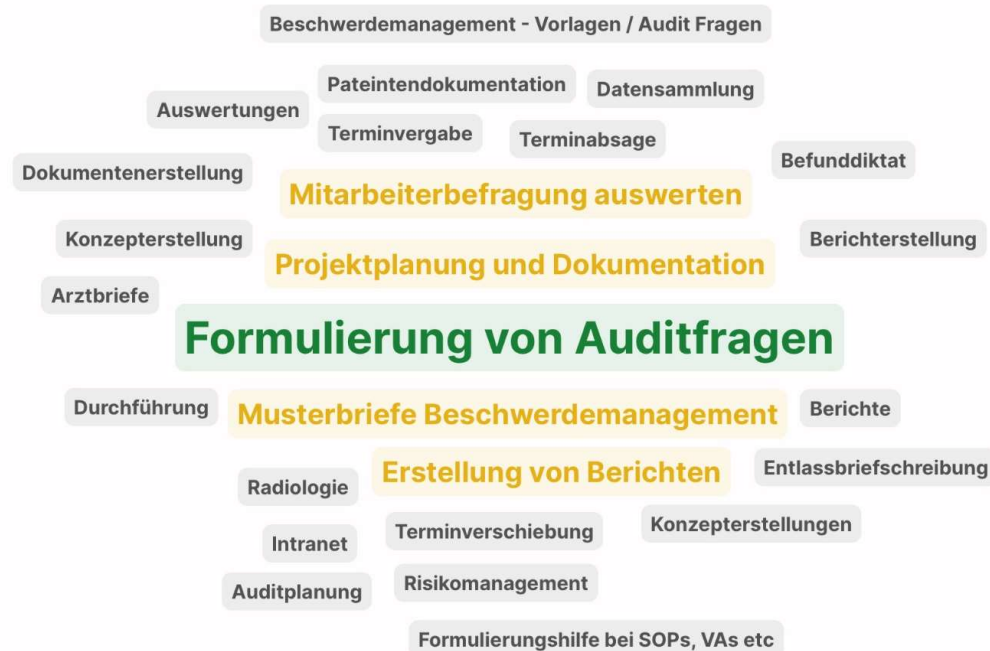 Beschwerdemanagement - Vorlagen / Audit Fragen
Pateintendokumentation
Datensammlung
Auswertungen
Terminvergabe
Terminabsage
Befunddiktat
Dokumentenerstellung
Mitarbeiterbefragung auswerten
Konzepterstellung
Berichterstellung
Projektplanung und Dokumentation
Arztbriefe
Formulierung von Auditfragen
Durchführung
Musterbriefe Beschwerdemanagement
Berichte
Erstellung von Berichten
Entlassbriefschreibung
Radiologie
Konzepterstellungen
Terminverschiebung
Intranet
Risikomanagement
Auditplanung
Formulierungshilfe bei SOPs, VAs etc